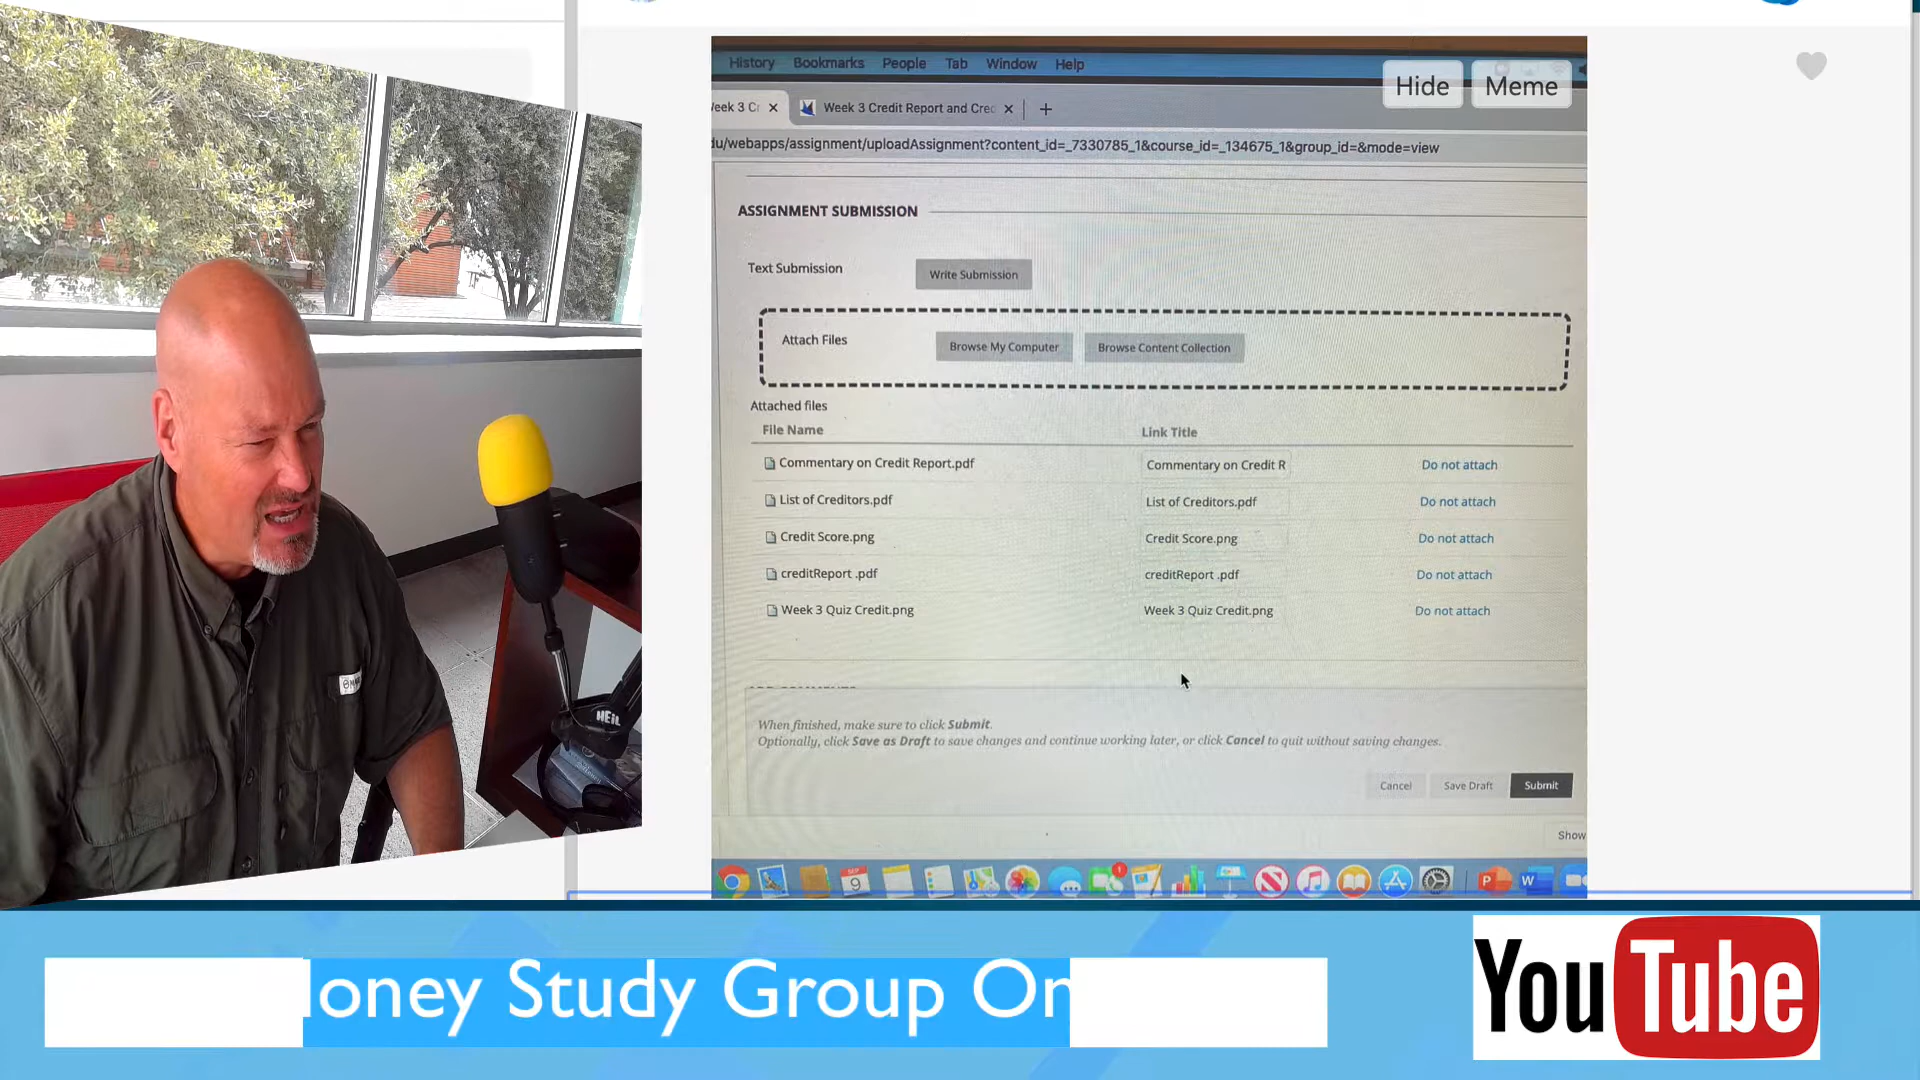 History Bookmarks People Tab Window Help
Hide Meme
Week 3 Credit Report and Crec
du/webapps/assignment/uploadAssignment?content_id=_7330785_1&course_id=_134675_1&group_id=&mode=view
ASSIGNMENT SUBMISSION
Text Submission Write Submission
Attach Files Browse My Computer Browse Content Collection
Attached files
File Name Link Title
Commentary on Credit Report.pdf Commentary on Credit R Do not attach
List of Creditors.pdf List of Creditors.pdf Do not attach
Credit Score.png Credit Score.png Do not attach
creditReport .pdf creditReport .pdf Do not attach
Week 3 Quiz Credit.png Week 3 Quiz Credit.png Do not attach
When finished, make sure to click Submit.
Optionally, click Save as Draft to save changes and continue working later, or click Cancel to quit without saving changes.
Cancel Save Draft Submit
Show
SEP
9
1
P W
HEiL
oney Study Group On
YouTube